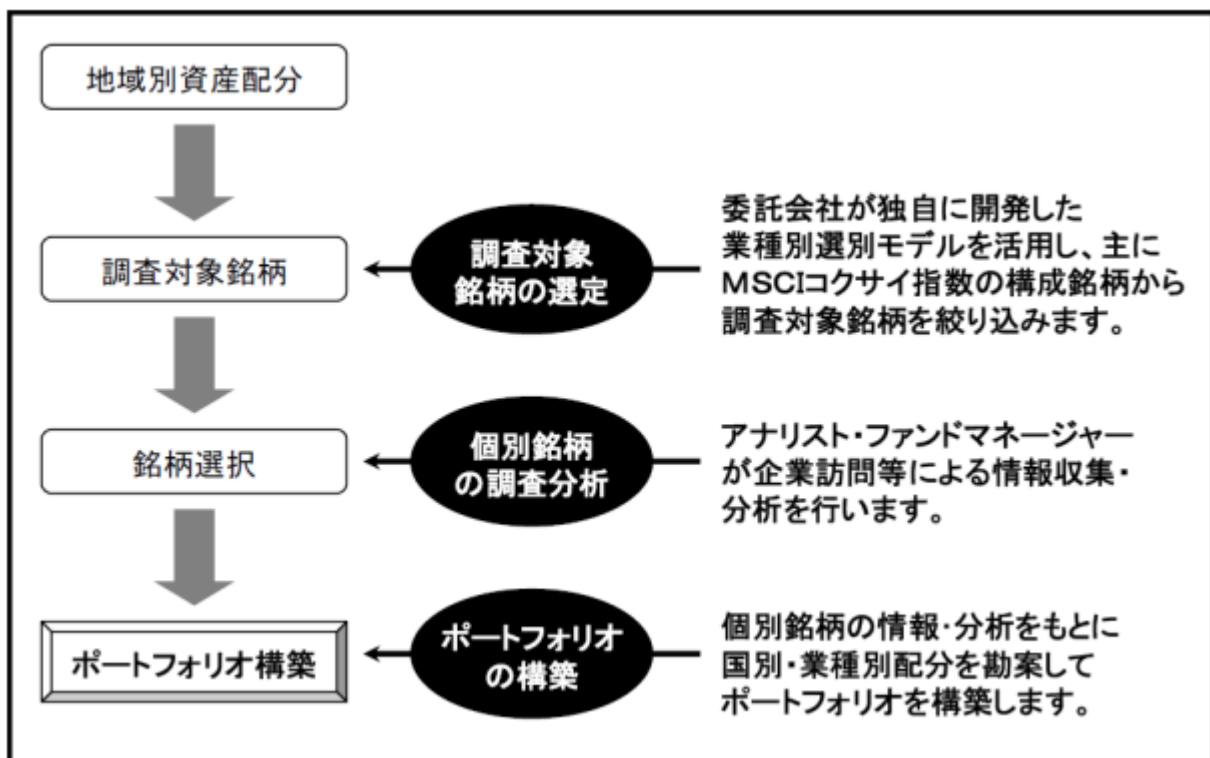 地域別資産配分
調査対象銘柄
調査対象
銘柄の選定
委託会社が独自に開発した
業種別選別モデルを活用し、主に
MSCIコクサイ指数の構成銘柄から
調査対象銘柄を絞り込みます。
銘柄選択
個別銘柄
の調査分析
アナリスト・ファンドマネージャー
が企業訪問等による情報収集・
分析を行います。
ポートフォリオ構築
ポートフォリオ
の構築
個別銘柄の情報・分析をもとに
国別・業種別配分を勘案して
ポートフォリオを構築します。